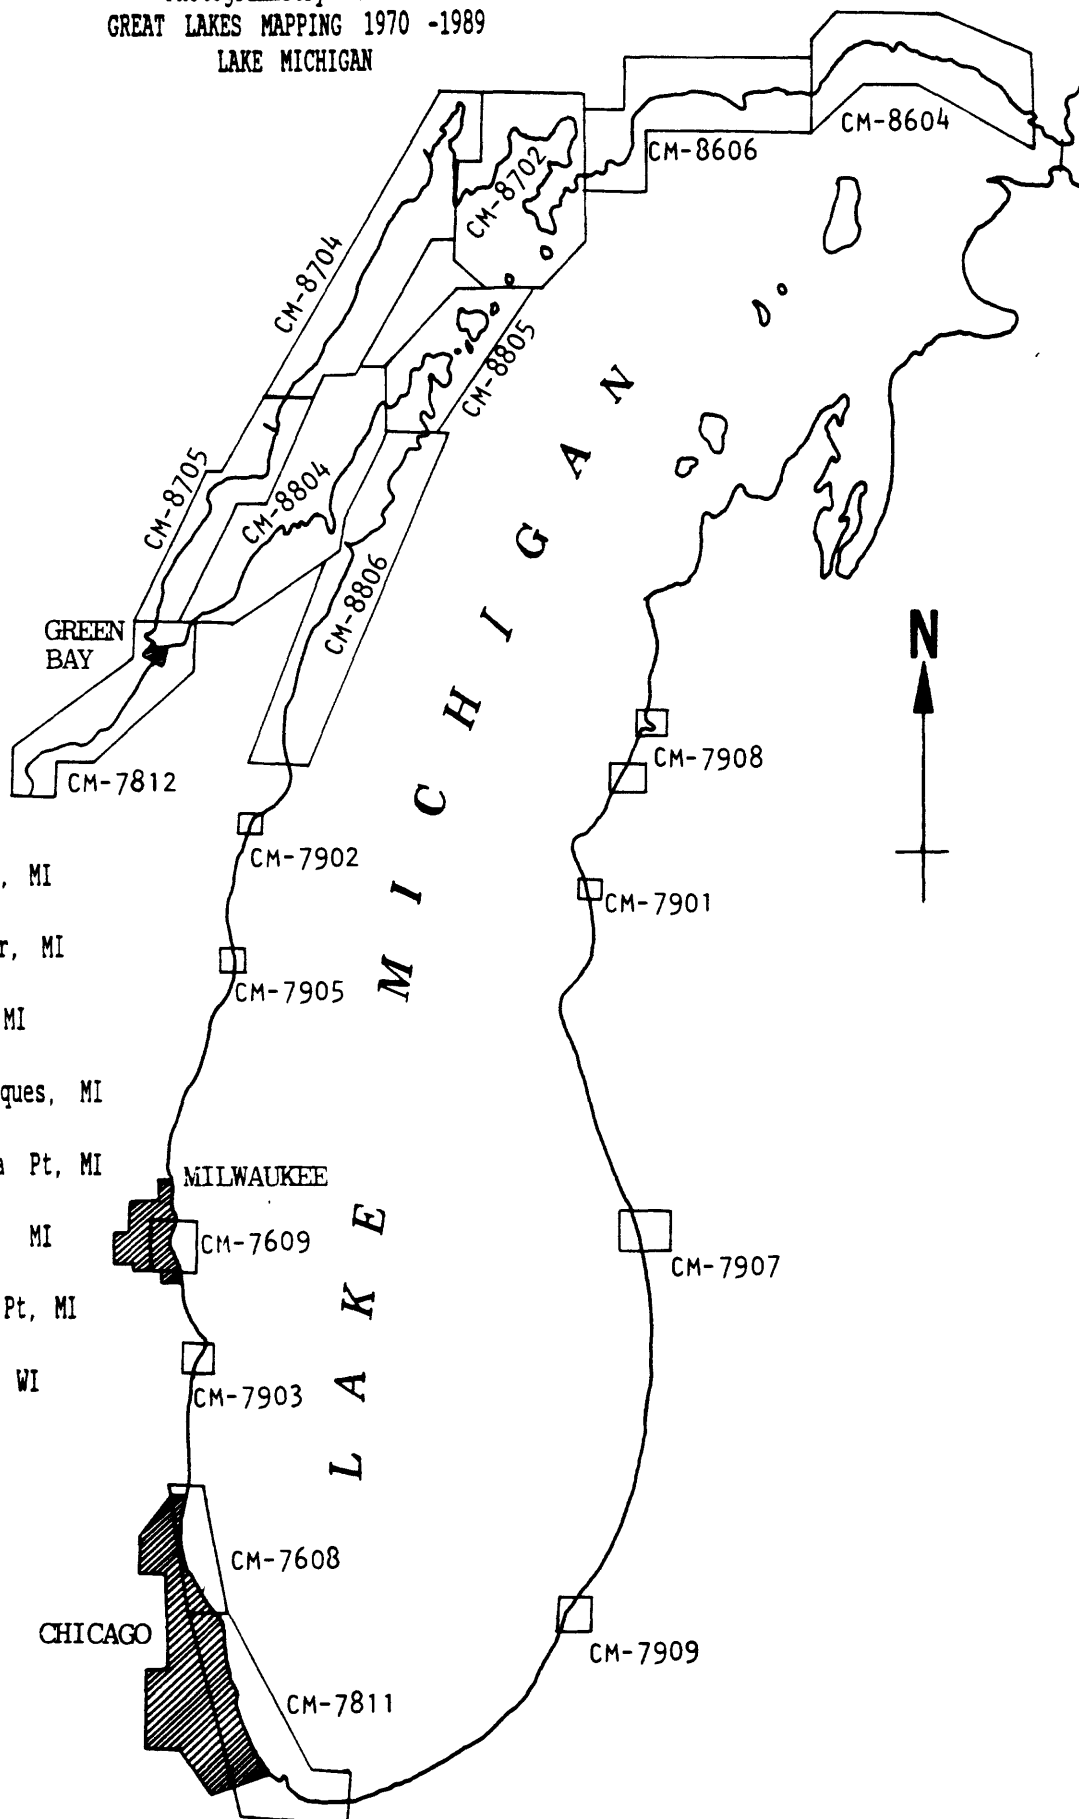 GREAT LAKES MAPPING 1970 -1989
LAKE MICHIGAN
CM-8604
CM-8606
CM-8702
CM-8704
CM-8805
CM-8705
CM-8804
CM-8806
GREEN
BAY
N
CM-7812
CM-7908
CM-7902
CM-7901
CM-7905
LAKE MICHIGAN
, MI
r, MI
MI
ques, MI
Pt, MI
MI
Pt, MI
WI
MILWAUKEE
CM-7609
CM-7907
CM-7903
CM-7608
CHICAGO
CM-7909
CM-7811